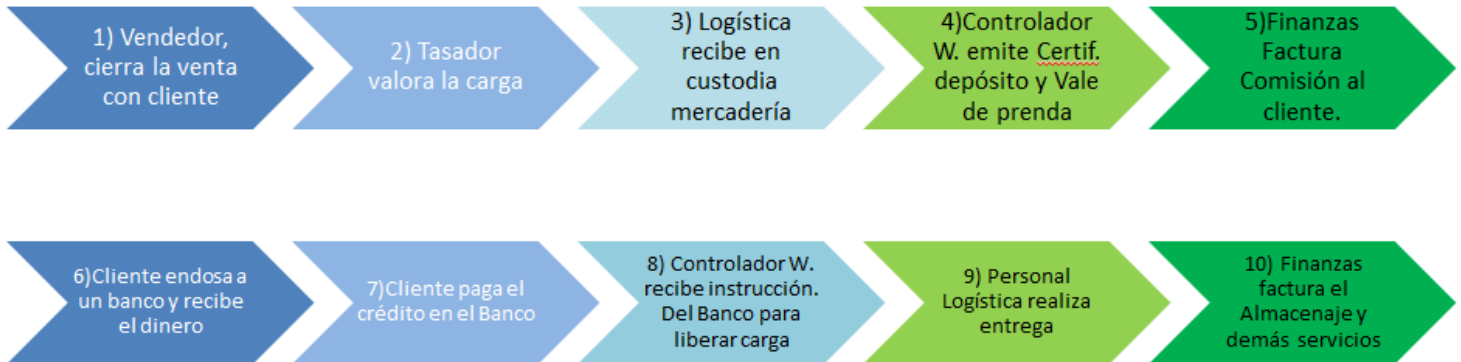 1) Vendedor,
cierra la venta
con cliente
2) Tasador
valora la carga
3) Logística
recibe en
custodia
mercadería
4)Controlador
W. emite Certif.
depósito y Vale
de prenda
5)Finanzas
Factura
Comisión al
cliente.
6)Cliente endosa a
un banco y recibe
el dinero
7)Cliente paga el
crédito en el Banco
8) Controlador W.
recibe instrucción.
Del Banco para
liberar carga
9) Personal
Logística realiza
entrega
10) Finanzas
factura el
Almacenaje y
demás servicios